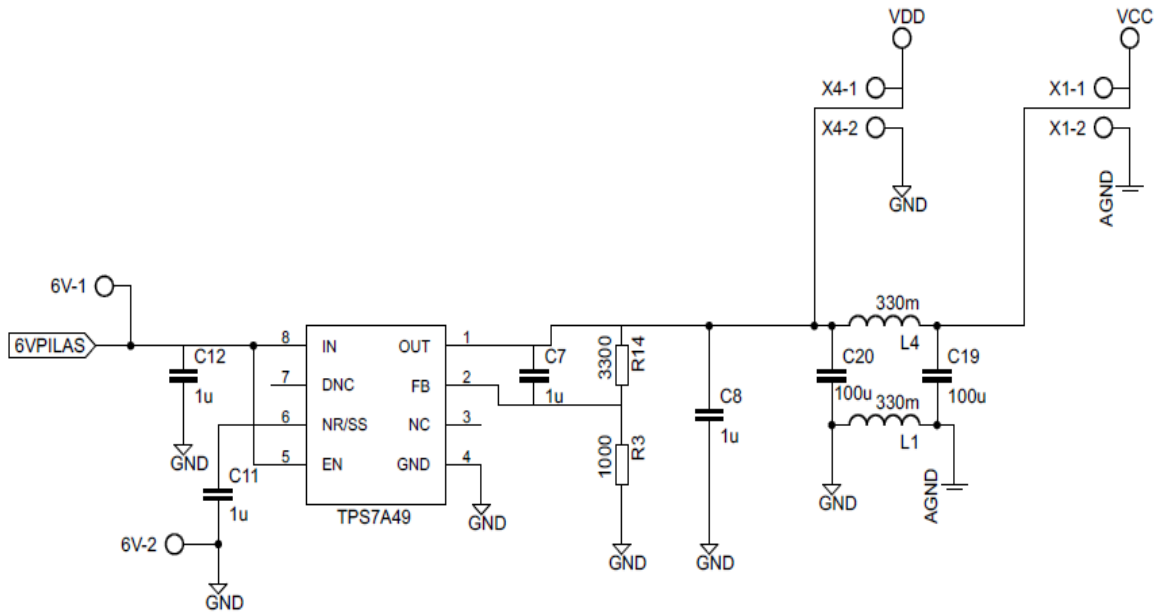 VDD
VCC
X4-1
X1-1
X4-2
X1-2
GND
AGND
6V-1
6VPILAS
C12
1u
GND
8
IN
OUT
1
7
DNC
FB
2
6
NR/SS
NC
3
5
EN
GND
4
TPS7A49
C11
1u
6V-2
GND
GND
C7
1u
3300
R14
1000
R3
GND
C8
1u
GND
330m
L4
C20
100u
C19
100u
330m
L1
GND
AGND